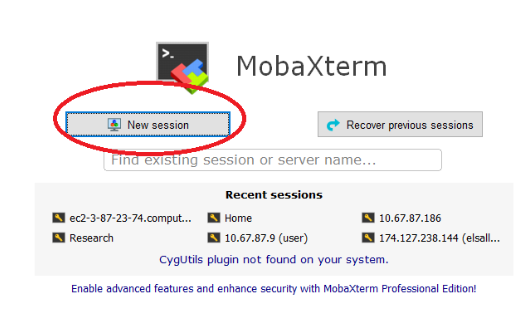 MobaXterm
New session
Recover previous sessions
Find existing session or server name...
Recent sessions
ec2-3-87-23-74.comput... Home 10.67.87.186
Research 10.67.87.9 (user) 174.127.238.144 (elsall...
CygUtils plugin not found on your system.
Enable advanced features and enhance security with MobaXterm Professional Edition!